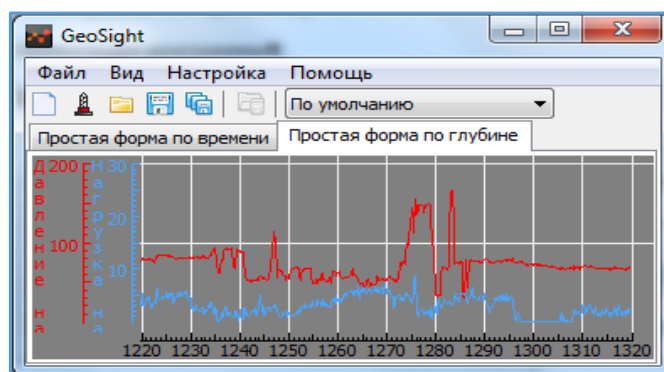 GeoSight
Файл Вид Настройка Помощь
По умолчанию
Простая форма по времени Простая форма по глубине
Давление на
200
100
Нагрузка на
30
20
10
1220 1230 1240 1250 1260 1270 1280 1290 1300 1310 1320